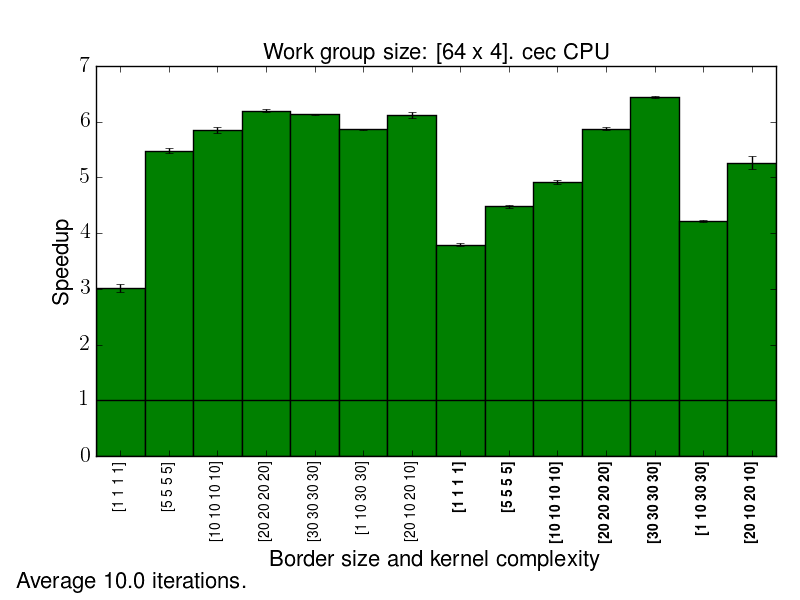 Work group size: [64 x 4]. cec CPU
7
6
5
4
3
2
1
0
Speedup
[1 1 1 1]
[5 5 5 5]
[10 10 10 10]
[20 20 20 20]
[30 30 30 30]
[1 10 30 30]
[20 10 20 10]
[1 1 1 1]
[5 5 5 5]
[10 10 10 10]
[20 20 20 20]
[30 30 30 30]
[1 10 30 30]
[20 10 20 10]
Border size and kernel complexity
Average 10.0 iterations.